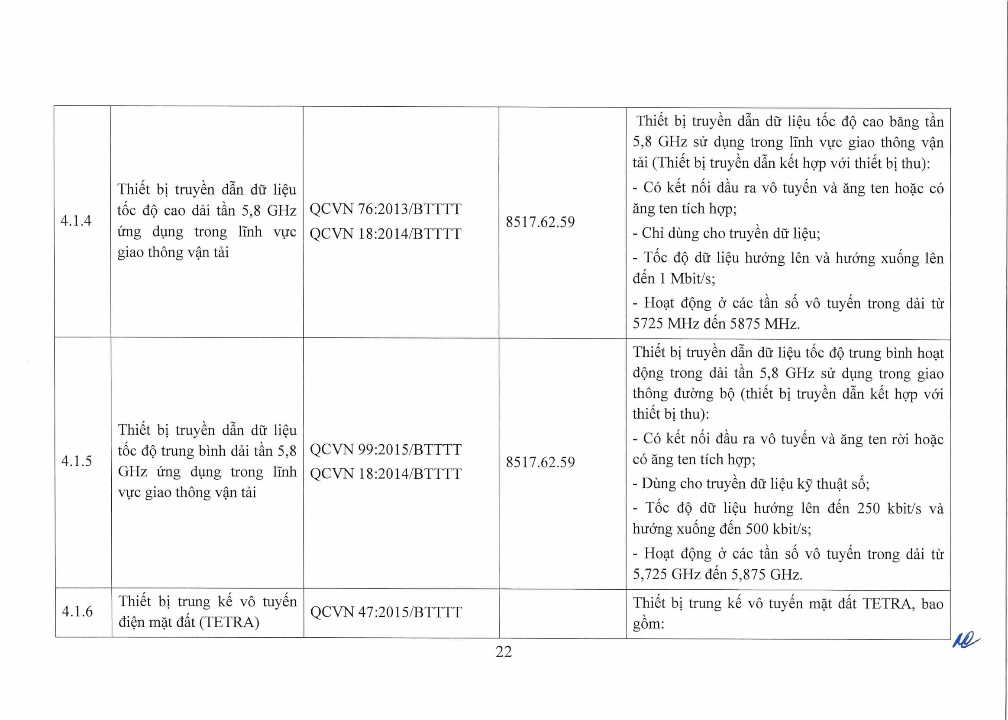 4.1.4
Thiết bị truyền dẫn dữ liệu
tốc độ cao dải tần 5,8 GHz
ứng dụng trong lĩnh vực
giao thông vận tải
QCVN 76:2013/BTTTT
QCVN 18:2014/BTTTT
8517.62.59
Thiết bị truyền dẫn dữ liệu tốc độ cao băng tần
5,8 GHz sử dụng trong lĩnh vực giao thông vận
tải (Thiết bị truyền dẫn kết hợp với thiết bị thu):
- Có kết nối đầu ra vô tuyến và ăng ten hoặc có
ăng ten tích hợp;
- Chỉ dùng cho truyền dữ liệu;
- Tốc độ dữ liệu hướng lên và hướng xuống lên
đến 1 Mbit/s;
- Hoạt động ở các tần số vô tuyến trong dải từ
5725 MHz đến 5875 MHz.
4.1.5
Thiết bị truyền dẫn dữ liệu
tốc độ trung bình dải tần 5,8
GHz ứng dụng trong lĩnh
vực giao thông vận tải
QCVN 99:2015/BTTTT
QCVN 18:2014/BTTTT
8517.62.59
Thiết bị truyền dẫn dữ liệu tốc độ trung bình hoạt
động trong dải tần 5,8 GHz sử dụng trong giao
thông đường bộ (thiết bị truyền dẫn kết hợp với
thiết bị thu):
- Có kết nối đầu ra vô tuyến và ăng ten rời hoặc
có ăng ten tích hợp;
- Dùng cho truyền dữ liệu kỹ thuật số;
- Tốc độ dữ liệu hướng lên đến 250 kbit/s và
hướng xuống đến 500 kbit/s;
- Hoạt động ở các tần số vô tuyến trong dải từ
5,725 GHz đến 5,875 GHz.
4.1.6
Thiết bị trung kế vô tuyến
điện mặt đất (TETRA)
QCVN 47:2015/BTTTT
Thiết bị trung kế vô tuyến mặt đất TETRA, bao
gồm:
22